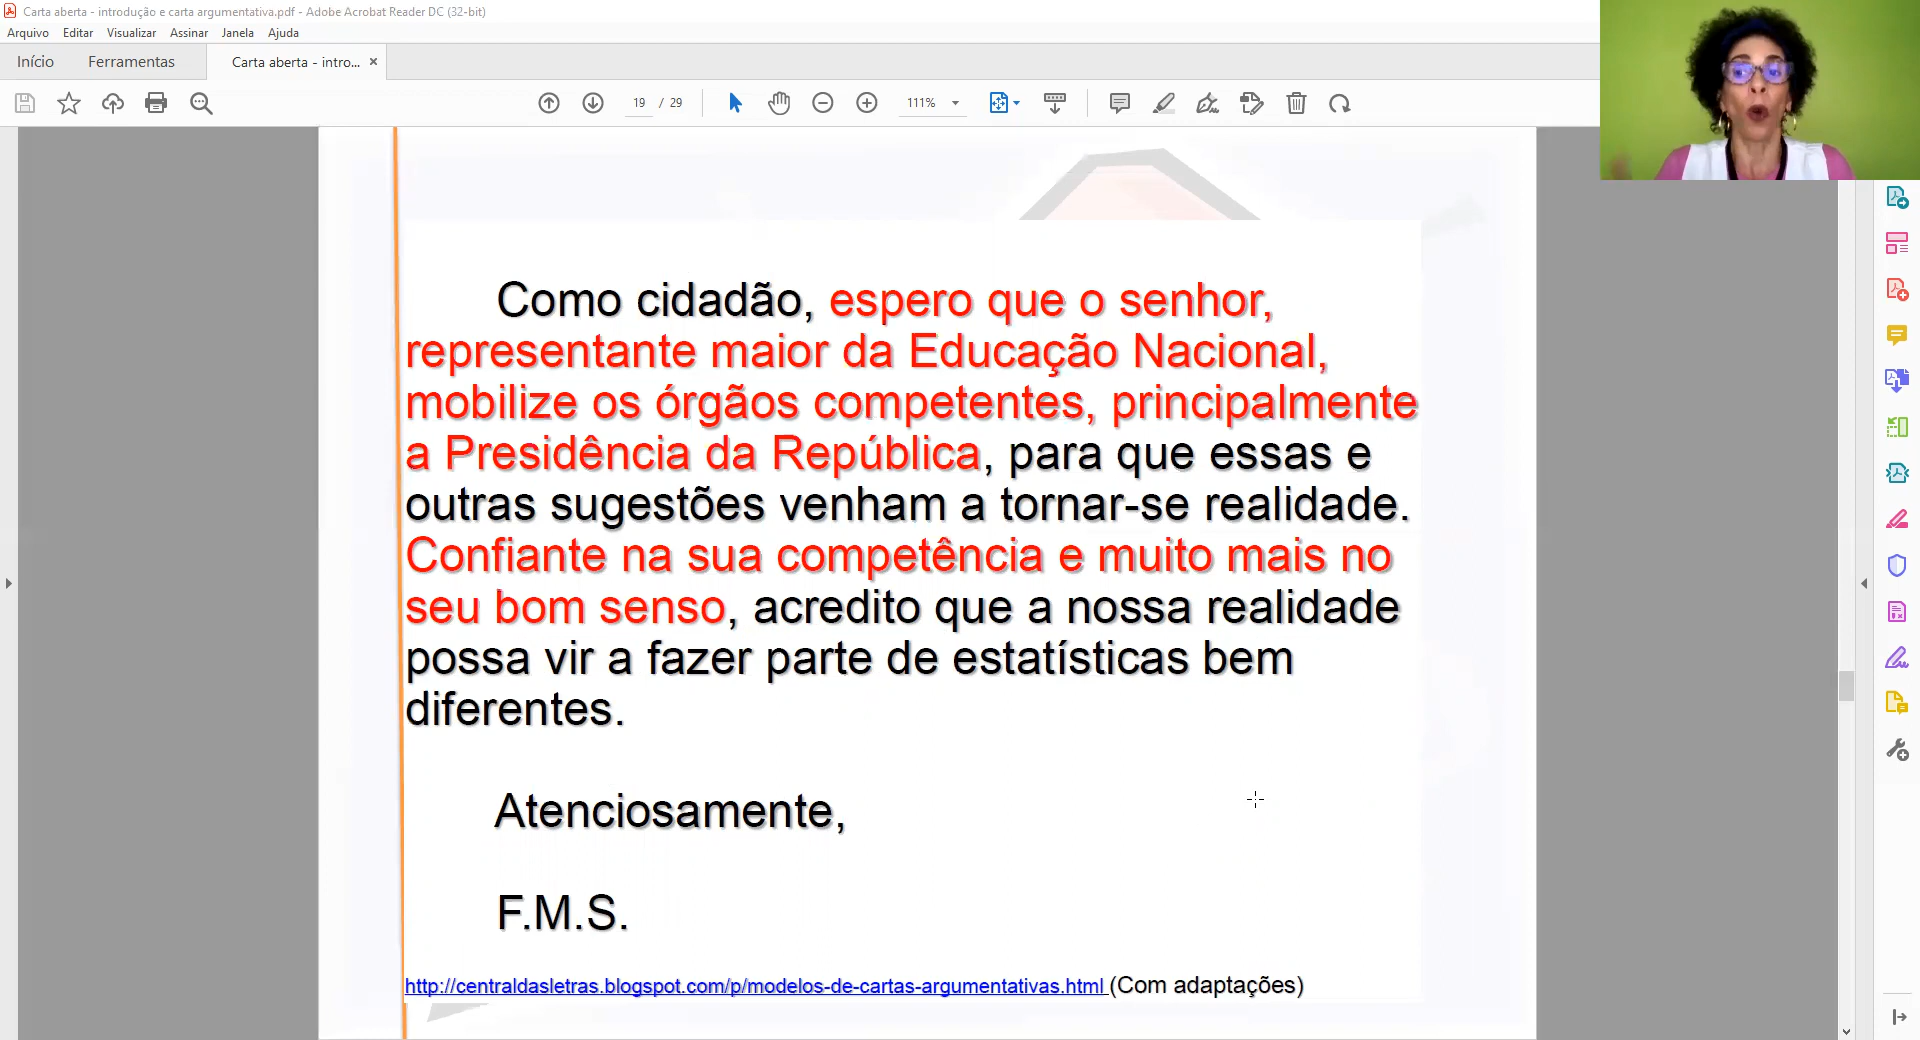 Carta aberta - introdução e carta argumentativa.pdf - Adobe Acrobat Reader DC (32-bit)
Arquivo Editar Visualizar Assinar Janela Ajuda
Início Ferramentas Carta aberta - intro... ×
19 / 29 111%
Como cidadão, espero que o senhor,
representante maior da Educação Nacional,
mobilize os órgãos competentes, principalmente
a Presidência da República, para que essas e
outras sugestões venham a tornar-se realidade.
Confiante na sua competência e muito mais no
seu bom senso, acredito que a nossa realidade
possa vir a fazer parte de estatísticas bem
diferentes.
Atenciosamente,
F.M.S.
http://centraldasletras.blogspot.com/p/modelos-de-cartas-argumentativas.html (Com adaptações)